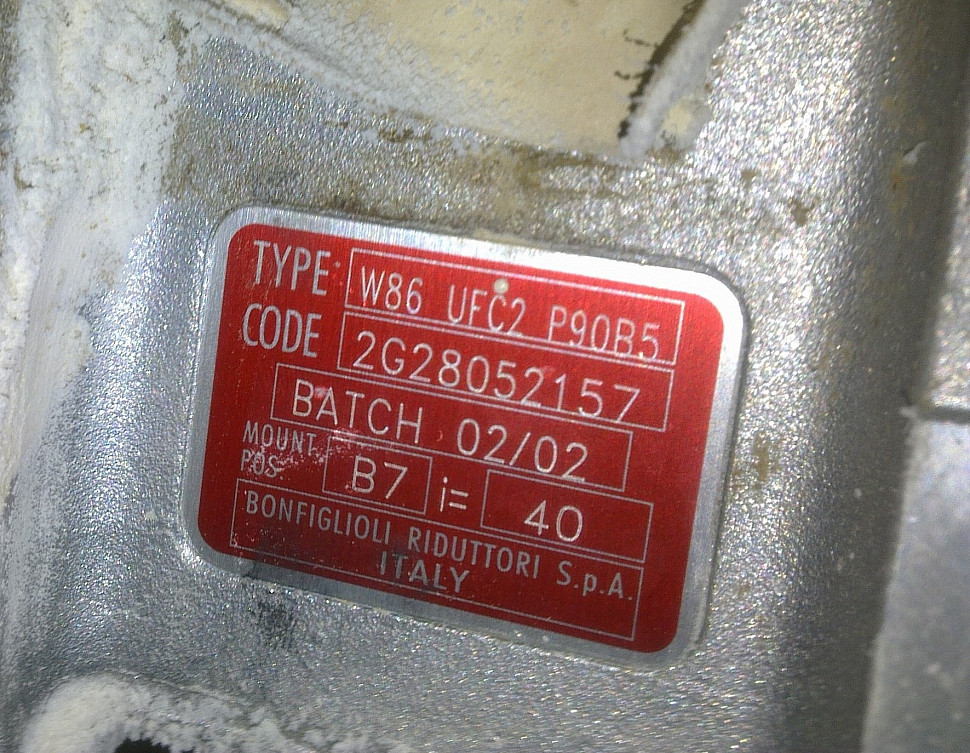 TYPE W86 UFC2 P90B5
CODE 2G28052157
BATCH 02/02
MOUNT. POS B7 i= 40
BONFIGLIOLI RIDUTTORI S.p.A.
ITALY